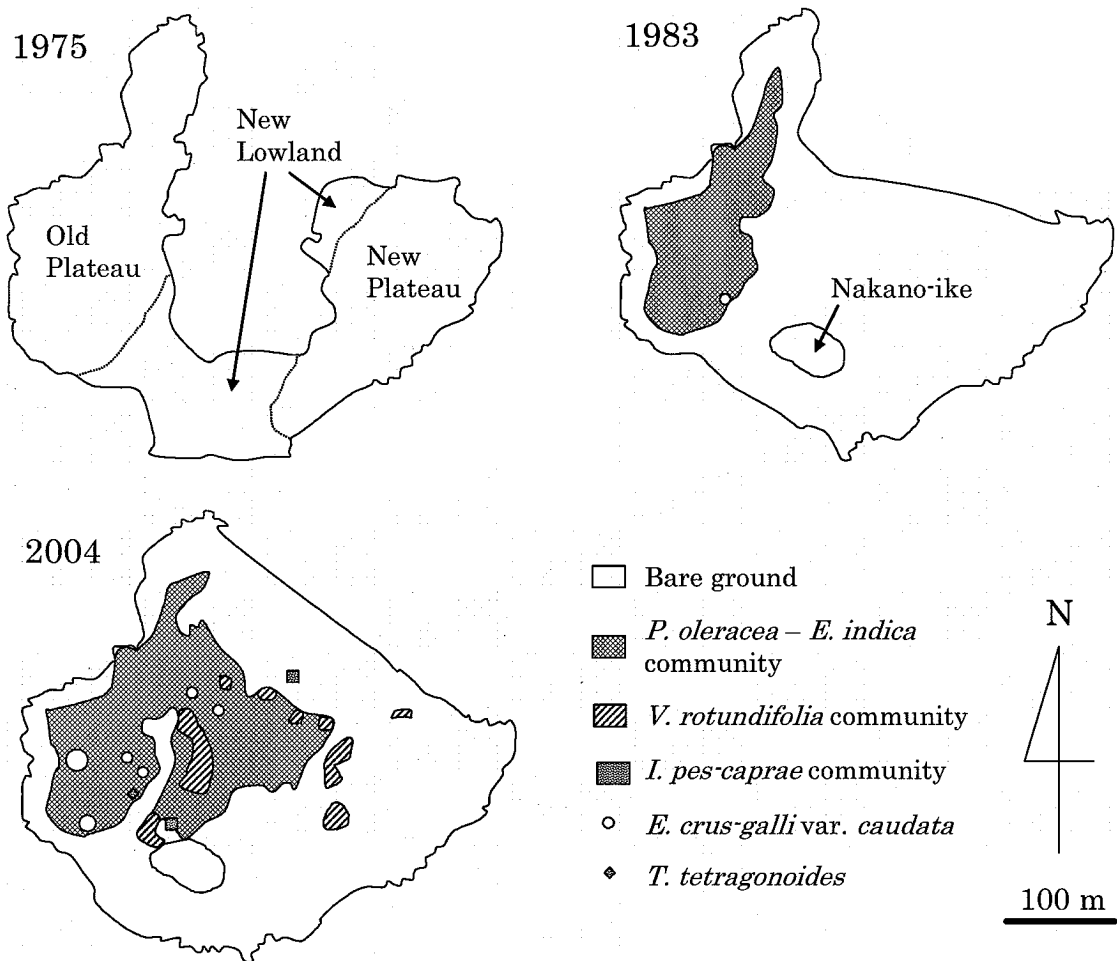 1975
New
Lowland
Old
Plateau
New
Plateau
1983
Nakano-ike
2004
Bare ground
P. oleracea – E. indica
community
V. rotundifolia community
I. pes-caprae community
E. crus-galli var. caudata
T. tetragonoides
N
100 m